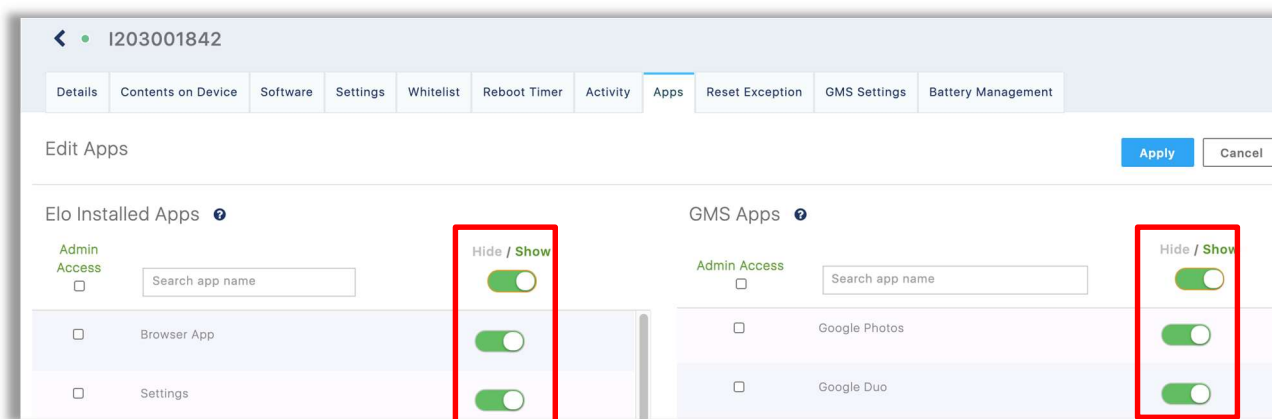 I203001842
Details Contents on Device Software Settings Whitelist Reboot Timer Activity Apps Reset Exception GMS Settings Battery Management
Edit Apps
Apply Cancel
Elo Installed Apps ?
Admin
Access
Search app name
Hide / Show
Browser App
Settings
GMS Apps ?
Admin Access
Search app name
Hide / Show
Google Photos
Google Duo